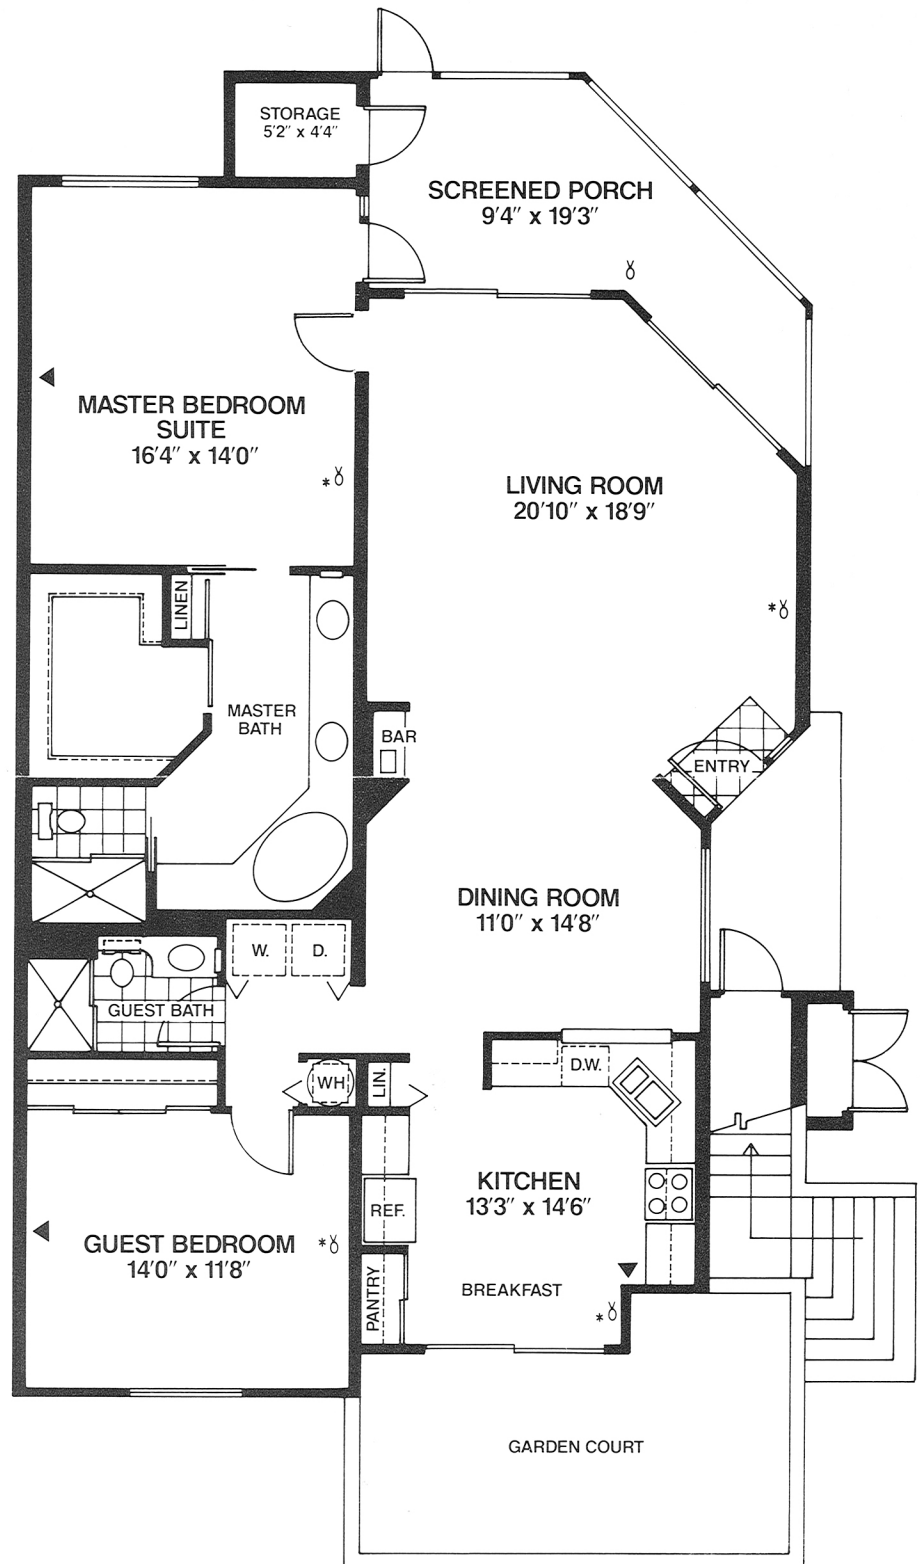 STORAGE
5'2" x 4'4"
SCREENED PORCH
9'4" x 19'3"
MASTER BEDROOM
SUITE
16'4" x 14'0"
LIVING ROOM
20'10" x 18'9"
LINEN
MASTER
BATH
BAR
ENTRY
DINING ROOM
11'0" x 14'8"
W.
D.
GUEST BATH
WH
LIN.
D.W.
KITCHEN
13'3" x 14'6"
REF.
GUEST BEDROOM
14'0" x 11'8"
PANTRY
BREAKFAST
GARDEN COURT